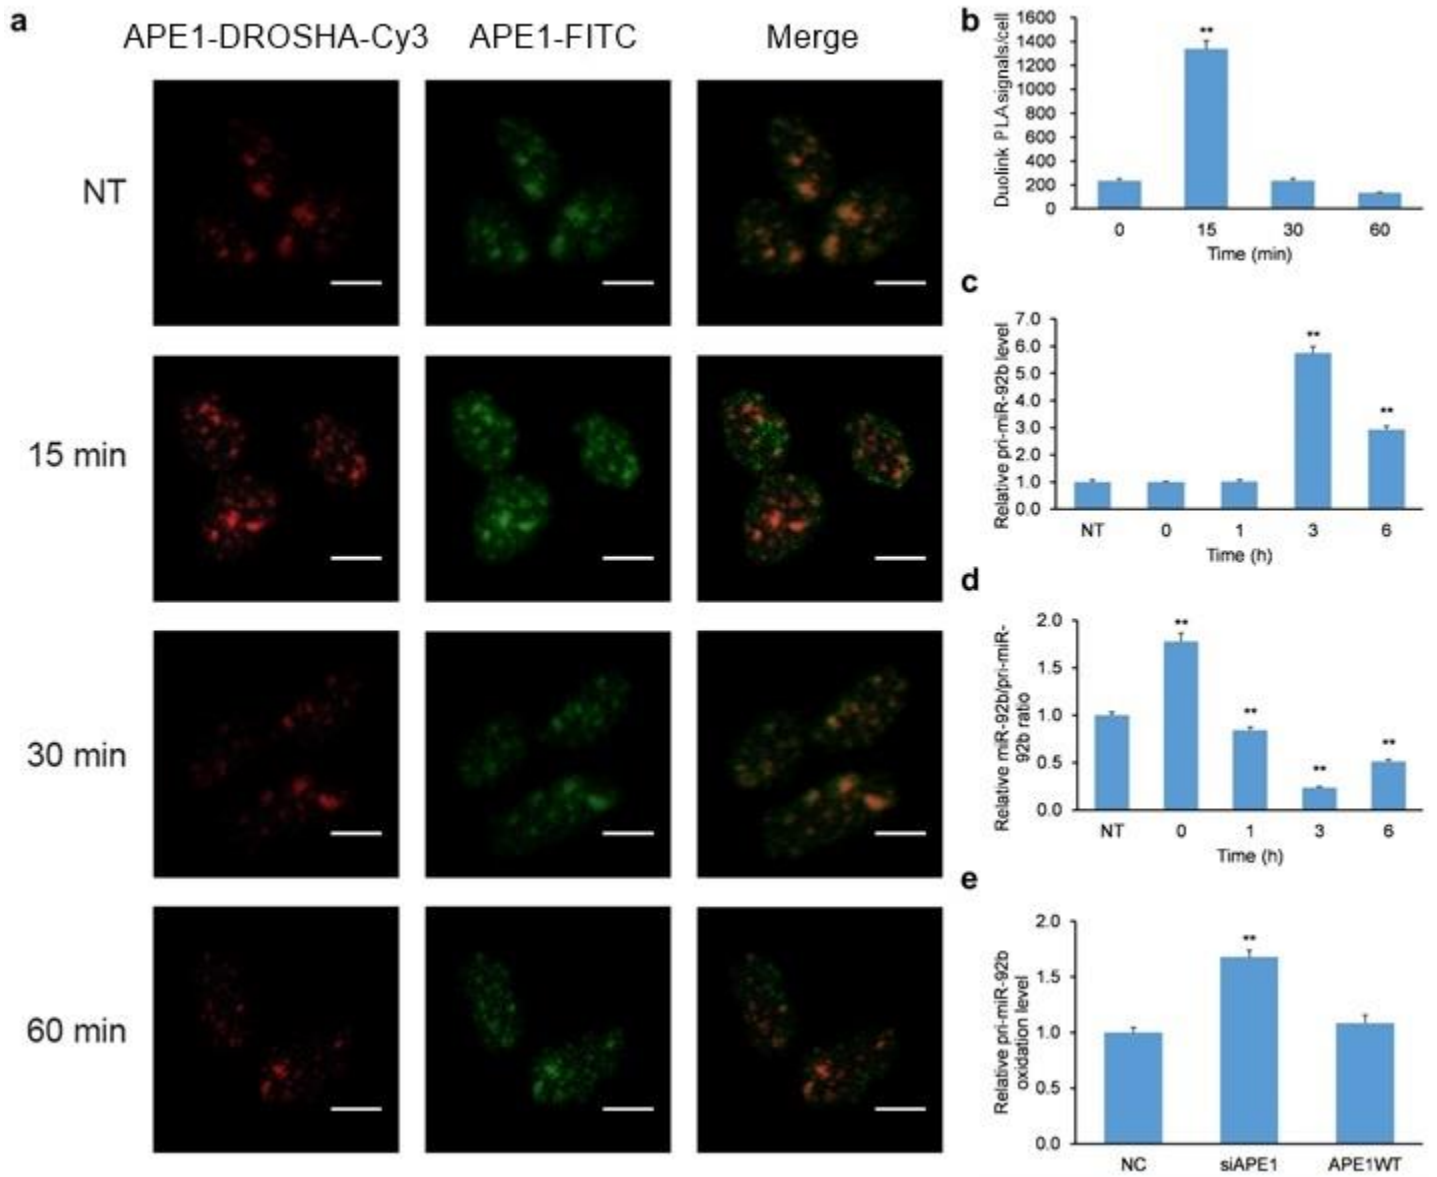 a
APE1-DROSHA-Cy3 APE1-FITC Merge
NT
15 min
30 min
60 min
b
Duolink PLA signals/cell
1600
1400
1200
1000
800
600
400
200
0
**
0 15 30 60
Time (min)
c
Relative pri-miR-92b level
7.0
6.0
5.0
4.0
3.0
2.0
1.0
0.0
**
**
NT 0 1 3 6
Time (h)
d
Relative miR-92b/pri-miR-
92b ratio
2.0
1.5
1.0
0.5
0.0
**
**
**
**
NT 0 1 3 6
Time (h)
e
Relative pri-miR-92b
oxidation level
2.0
1.5
1.0
0.5
0.0
**
NC siAPE1 APE1WT